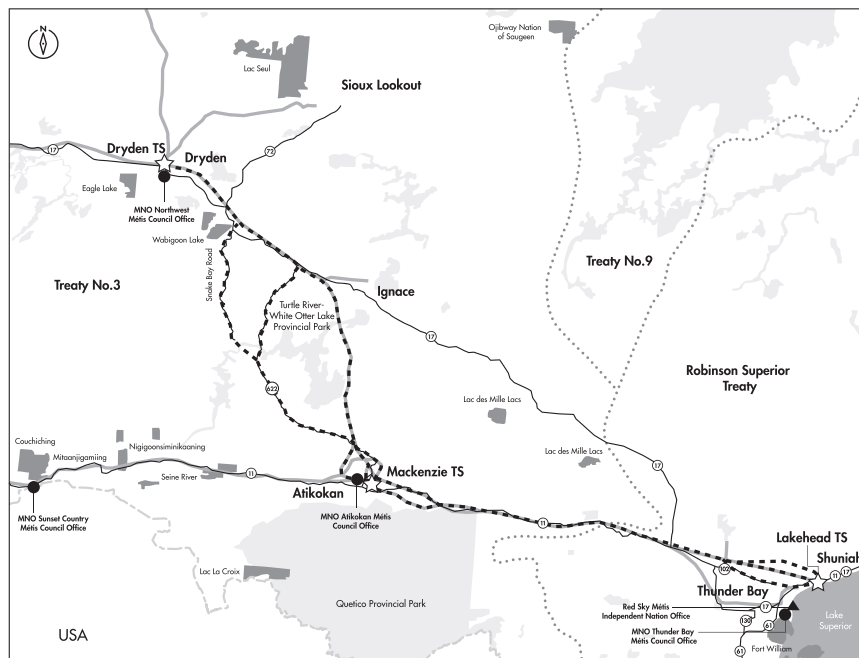 N
Ojibway Nation
of Saugeen
Lac Seul
Sioux Lookout
Dryden TS
Dryden
17
72
Eagle Lake
MNO Northwest
Métis Council Office
Wabigoon Lake
Snake Bay Road
Treaty No.3
Treaty No.9
Turtle River-
White Otter Lake
Provincial Park
Ignace
17
Robinson Superior
Treaty
622
Lac des Mille Lacs
Couchiching
Mitaanjigamiing
Nigigoonsiminikaaning
Lac des Mille Lacs
17
Seine River
11
Mackenzie TS
Atikokan
MNO Sunset Country
Métis Council Office
MNO Atikokan Métis
Council Office
11
Lakehead TS
Shuniah
11
17
102
Lac La Croix
Thunder Bay
Quetico Provincial Park
Red Sky Métis
Independent Nation Office
17
130
61
Lake
Superior
MNO Thunder Bay
Métis Council Office
USA
Fort William
61